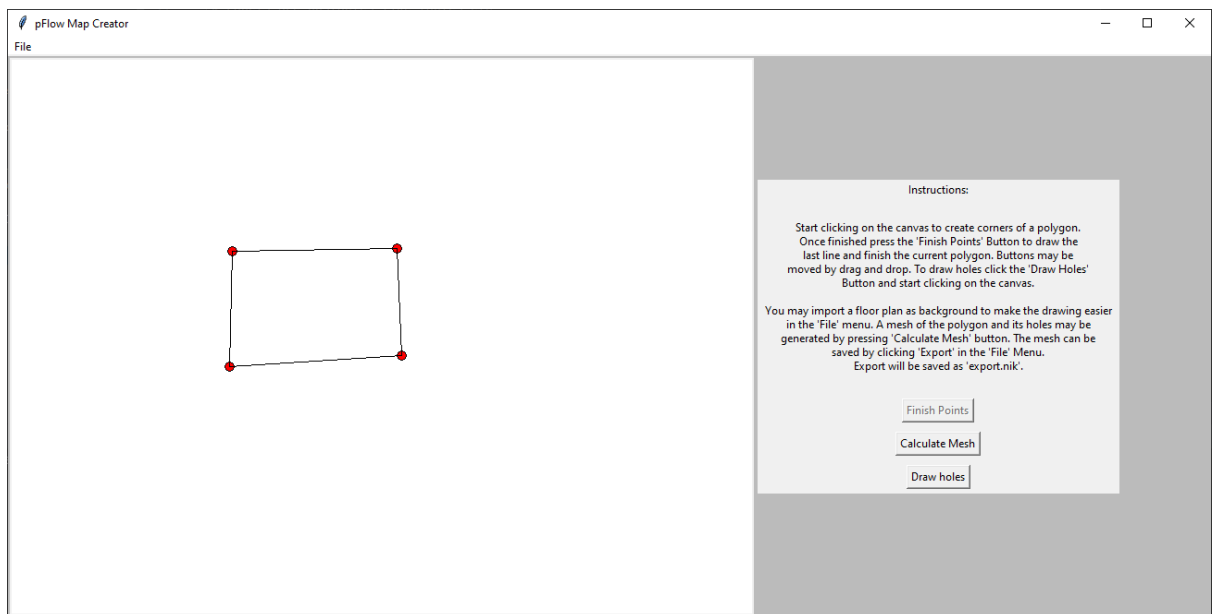 pFlow Map Creator
File
Instructions:
Start clicking on the canvas to create corners of a polygon.
Once finished press the 'Finish Points' Button to draw the
last line and finish the current polygon. Buttons may be
moved by drag and drop. To draw holes click the 'Draw Holes'
Button and start clicking on the canvas.
You may import a floor plan as background to make the drawing easier
in the 'File' menu. A mesh of the polygon and its holes may be
generated by pressing 'Calculate Mesh' button. The mesh can be
saved by clicking 'Export' in the 'File' Menu.
Export will be saved as 'export.nik'.
Finish Points
Calculate Mesh
Draw holes